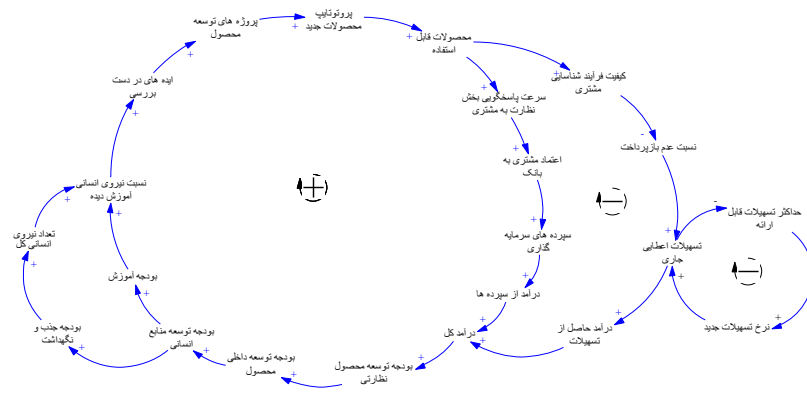 پروتوتایپ
محصولات جدید
پروژه های توسعه
محصول
محصولات قابل
استفاده
ایده های در دست
بررسی
کیفیت فرآیند شناسایی
مشتری
سرعت پاسخگویی بخش
نظارت به مشتری
نسبت عدم بازپرداخت
اعتماد مشتری به
بانک
نسبت نیروی انسانی
آموزش دیده
حداکثر تسهیلات قابل
ارائه
تعداد نیروی
انسانی کل
سپرده های سرمایه
گذاری
تسهیلات اعطایی
جاری
بودجه آموزش
درآمد از سپرده ها
نرخ تسهیلات جدید
بودجه جذب و
نگهداشت
بودجه توسعه منابع
انسانی
درآمد کل
درآمد حاصل از
تسهیلات
بودجه توسعه داخلی
محصول
بودجه توسعه محصول
نظارتی